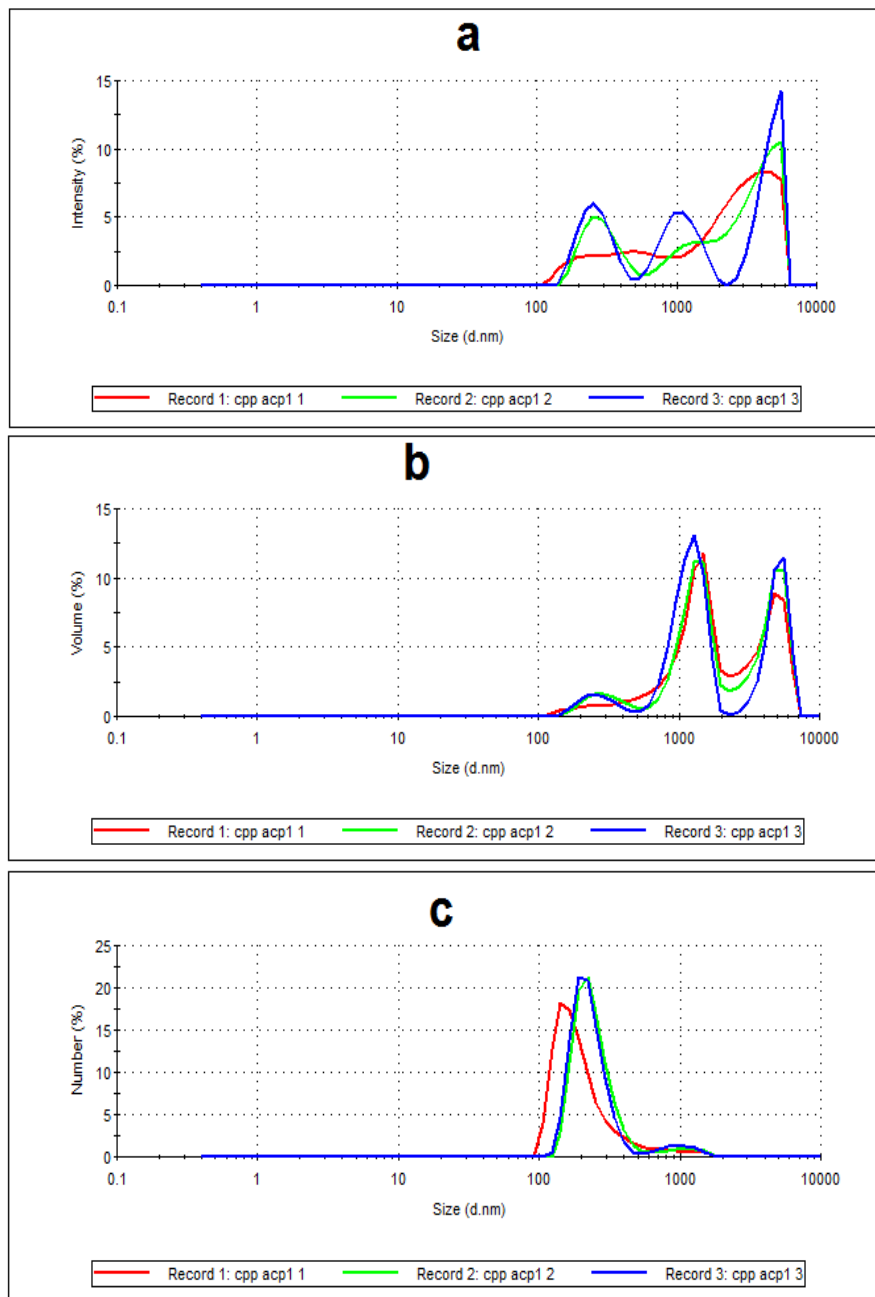 a
15
10
5
0
Intensity (%)
0.1 1 10 100 1000 10000
Size (d.nm)
Record 1: cpp acp1 1 Record 2: cpp acp1 2 Record 3: cpp acp1 3
b
15
10
5
0
Volume (%)
0.1 1 10 100 1000 10000
Size (d.nm)
Record 1: cpp acp1 1 Record 2: cpp acp1 2 Record 3: cpp acp1 3
c
25
20
15
10
5
0
Number (%)
0.1 1 10 100 1000 10000
Size (d.nm)
Record 1: cpp acp1 1 Record 2: cpp acp1 2 Record 3: cpp acp1 3